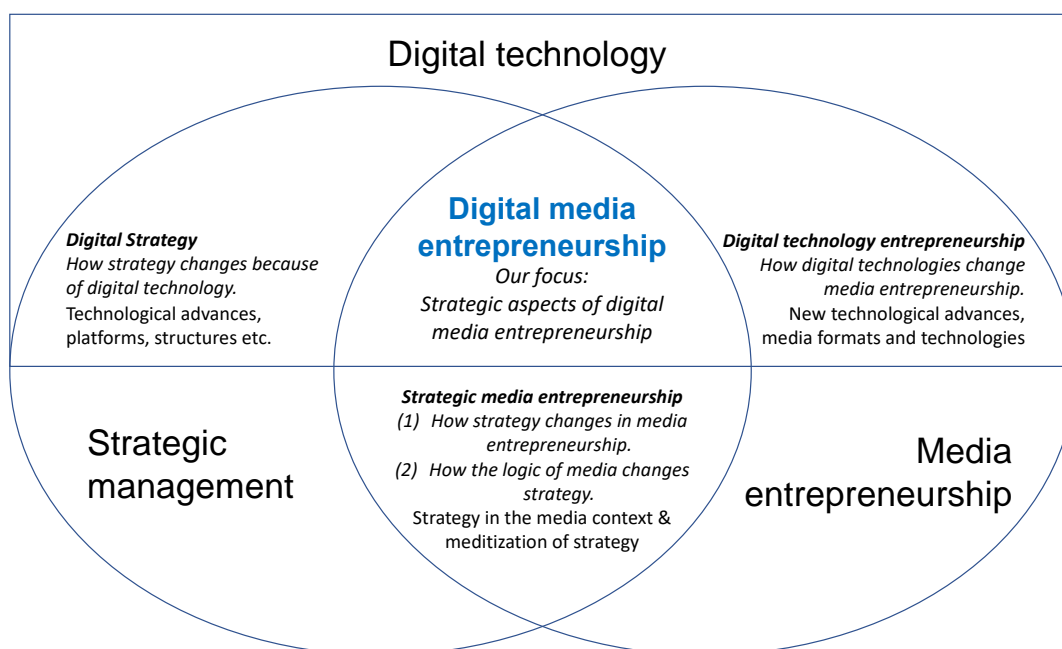 Digital technology
Digital media
entrepreneurship
Our focus:
Strategic aspects of digital
media entrepreneurship
Digital Strategy
How strategy changes because
of digital technology.
Technological advances,
platforms, structures etc.
Digital technology entrepreneurship
How digital technologies change
media entrepreneurship.
New technological advances,
media formats and technologies
Strategic media entrepreneurship
(1) How strategy changes in media
entrepreneurship.
(2) How the logic of media changes
strategy.
Strategy in the media context &
meditization of strategy
Strategic
management
Media
entrepreneurship